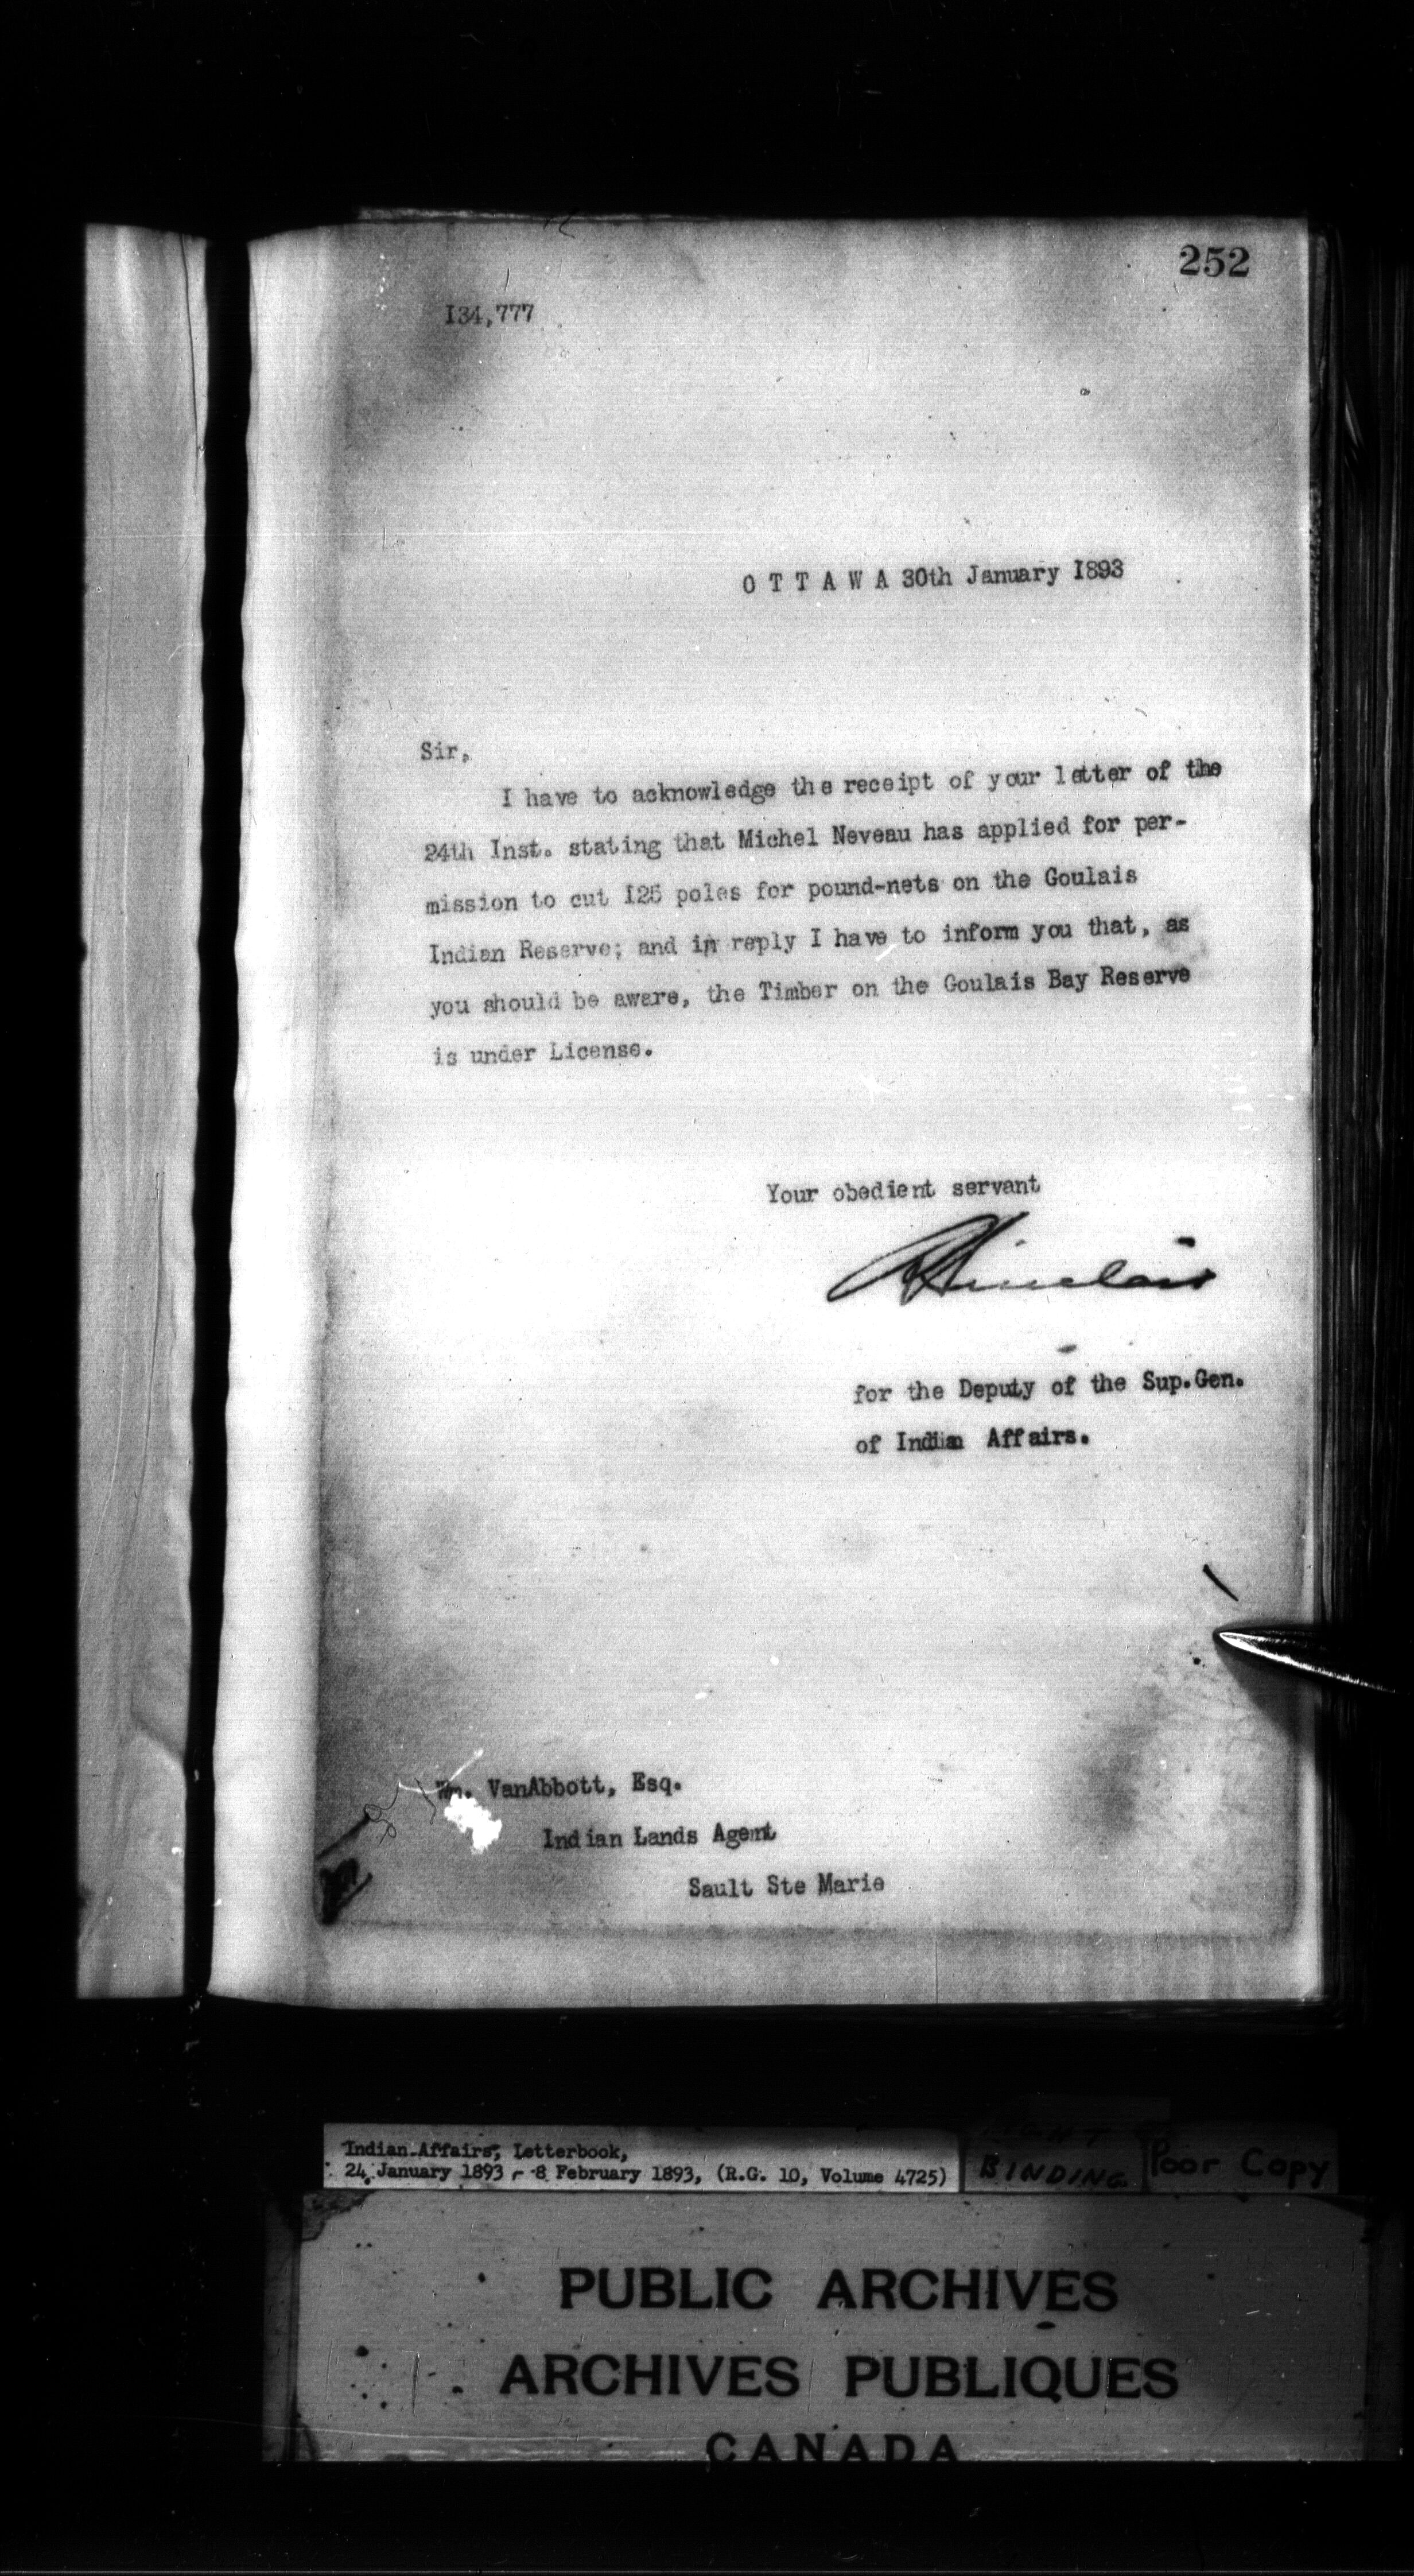 252
I34,777
O T T A W A 30th January I893
Sir,
I have to acknowledge the receipt of your letter of the
24th Inst. stating that Michel Neveau has applied for per-
mission to cut I25 poles for pound-nets on the Goulais
Indian Reserve; and in reply I have to inform you that, as
you should be aware, the Timber on the Goulais Bay Reserve
is under License.
Your obedient servant
Sinclair
for the Deputy of the Sup.Gen.
of Indian Affairs.
Wm. VanAbbott, Esq.
Indian Lands Agent
Sault Ste Marie
Indian Affairs, Letterbook,
24 January 1893 - 8 February 1893, (R.G. 10, Volume 4725)
BINDING
Poor Copy
PUBLIC ARCHIVES
ARCHIVES PUBLIQUES
CANADA